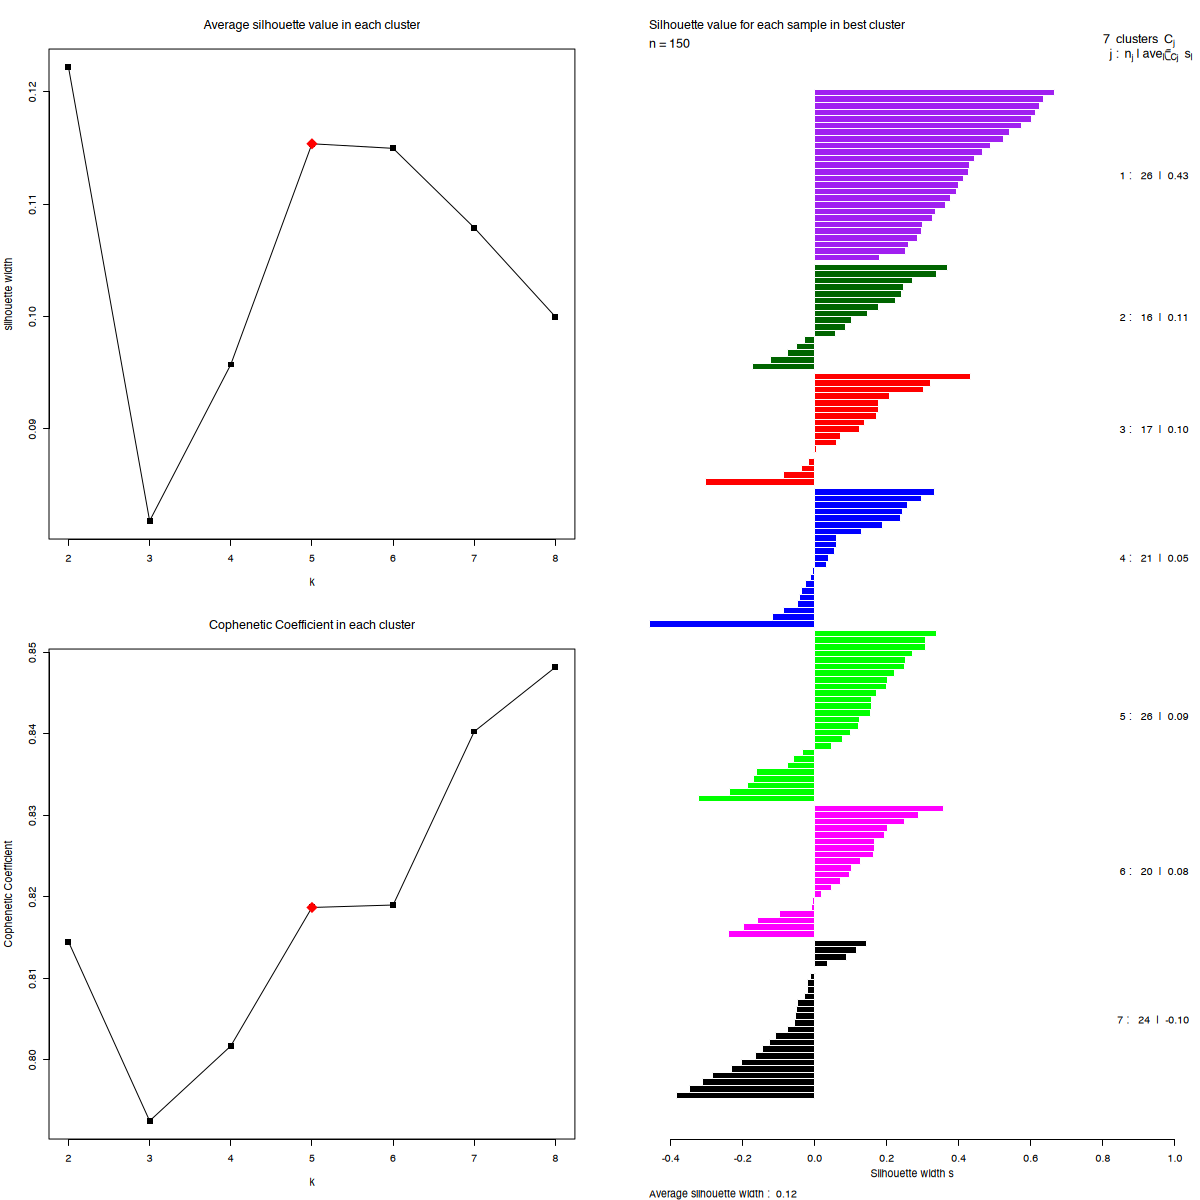 Average silhouette value in each cluster
silhouette width
0.12
0.11
0.10
0.09
2 3 4 5 6 7 8
k
Cophenetic Coefficient in each cluster
Cophenetic Coefficient
0.85
0.84
0.83
0.82
0.81
0.80
2 3 4 5 6 7 8
k
Silhouette value for each sample in best cluster
n = 150
7 clusters Cj
j : nj | avei∈Cj si
1 : 26 | 0.43
2 : 16 | 0.11
3 : 17 | 0.10
4 : 21 | 0.05
5 : 26 | 0.09
6 : 20 | 0.08
7 : 24 | -0.10
-0.4 -0.2 0.0 0.2 0.4 0.6 0.8 1.0
Silhouette width s
Average silhouette width : 0.12